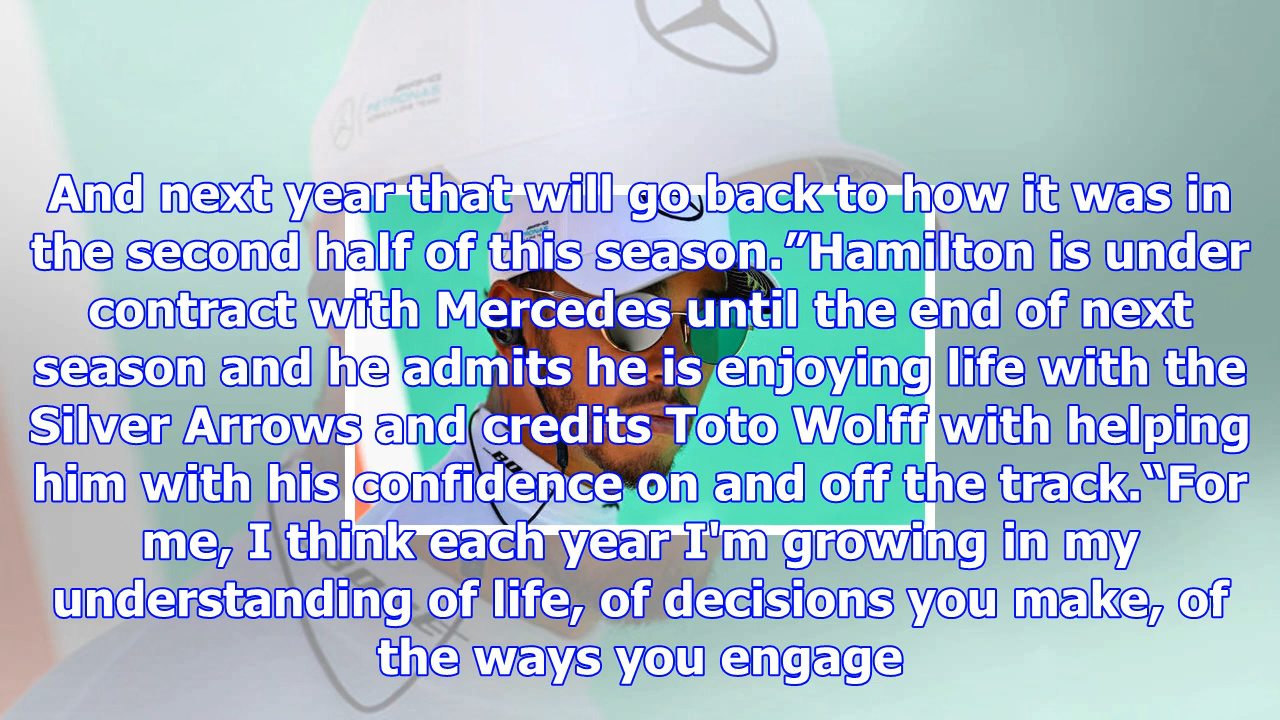 And next year that will go back to how it was in
the second half of this season.”Hamilton is under
contract with Mercedes until the end of next
season and he admits he is enjoying life with the
Silver Arrows and credits Toto Wolff with helping
him with his confidence on and off the track.“For
me, I think each year I'm growing in my
understanding of life, of decisions you make, of
the ways you engage
AMG
PETRONAS